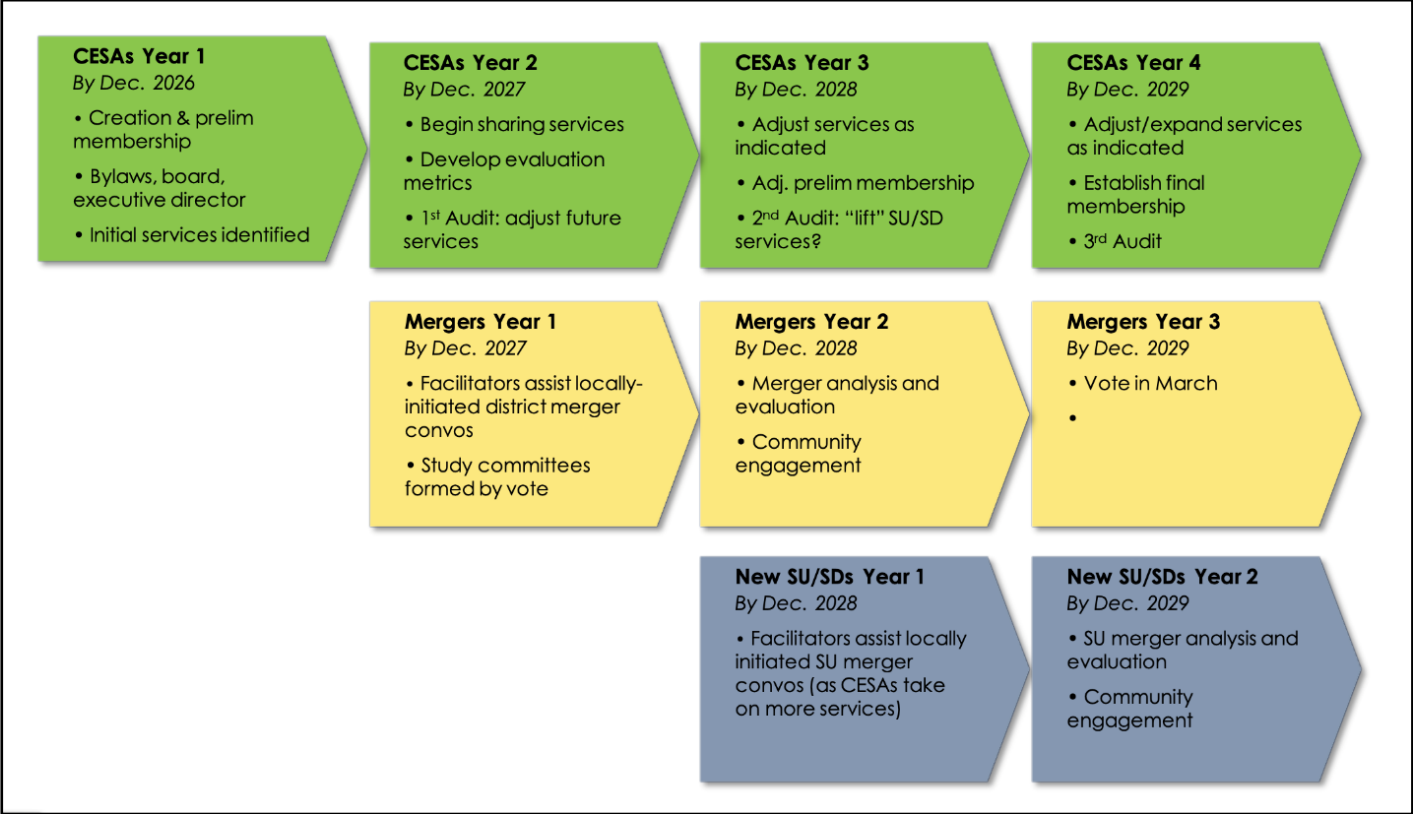 CESAs Year 1
By Dec. 2026
• Creation & prelim
membership
• Bylaws, board,
executive director
• Initial services identified
CESAs Year 2
By Dec. 2027
• Begin sharing services
• Develop evaluation
metrics
• 1st Audit: adjust future
services
CESAs Year 3
By Dec. 2028
• Adjust services as
indicated
• Adj. prelim membership
• 2nd Audit: “lift” SU/SD
services?
CESAs Year 4
By Dec. 2029
• Adjust/expand services
as indicated
• Establish final
membership
• 3rd Audit
Mergers Year 1
By Dec. 2027
• Facilitators assist locally-
initiated district merger
convos
• Study committees
formed by vote
Mergers Year 2
By Dec. 2028
• Merger analysis and
evaluation
• Community
engagement
Mergers Year 3
By Dec. 2029
• Vote in March
•
New SU/SDs Year 1
By Dec. 2028
• Facilitators assist locally
initiated SU merger
convos (as CESAs take
on more services)
New SU/SDs Year 2
By Dec. 2029
• SU merger analysis and
evaluation
• Community
engagement